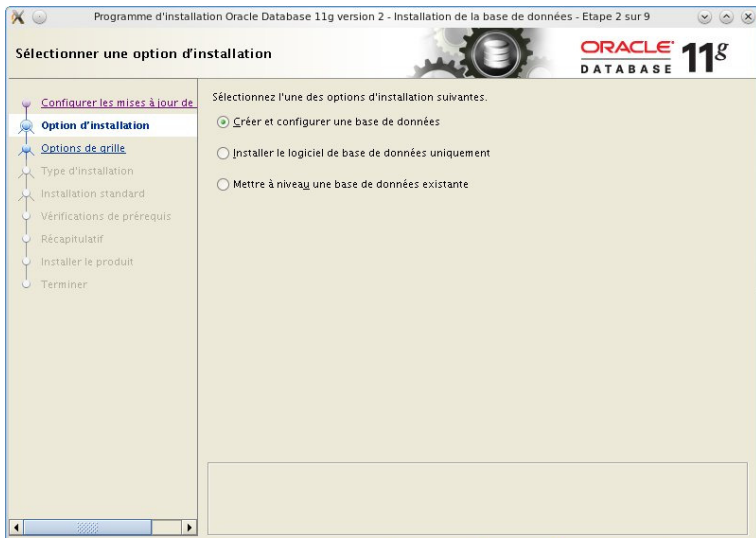 Programme d'installation Oracle Database 11g version 2 - Installation de la base de données - Etape 2 sur 9
Sélectionner une option d'installation
ORACLE DATABASE 11g
Configurer les mises à jour de
Option d'installation
Options de grille
Type d'installation
Installation standard
Vérifications de prérequis
Récapitulatif
Installer le produit
Terminer
Sélectionnez l'une des options d'installation suivantes.
Créer et configurer une base de données
Installer le logiciel de base de données uniquement
Mettre à niveau une base de données existante